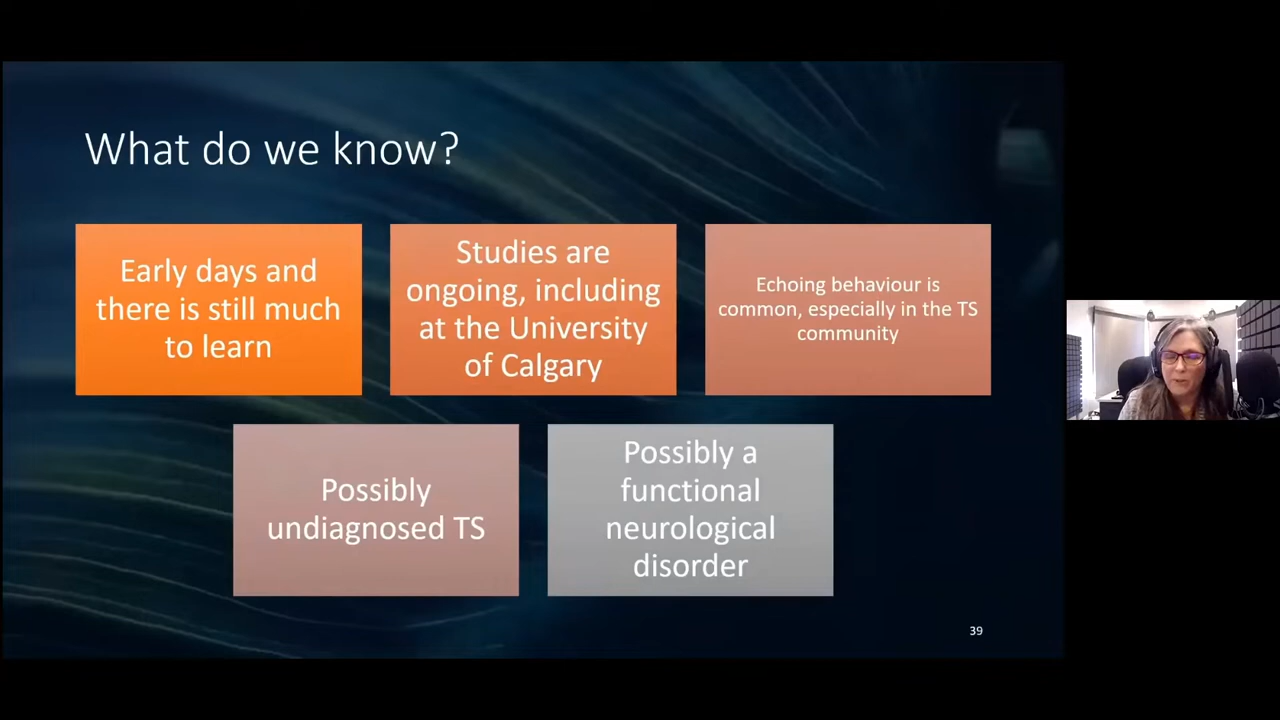 What do we know?
Early days and
there is still much
to learn
Studies are
ongoing, including
at the University
of Calgary
Echoing behaviour is
common, especially in the TS
community
Possibly
undiagnosed TS
Possibly a
functional
neurological
disorder
39